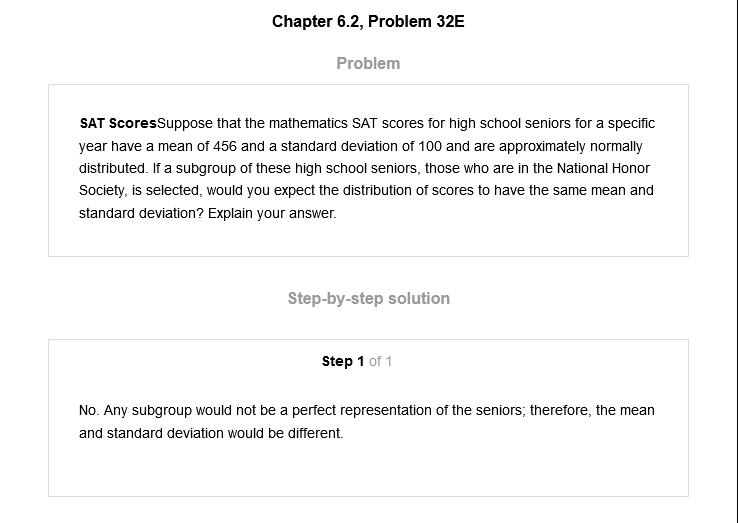 Chapter 6.2, Problem 32E
Problem
SAT ScoresSuppose that the mathematics SAT scores for high school seniors for a specific
year have a mean of 456 and a standard deviation of 100 and are approximately normally
distributed. If a subgroup of these high school seniors, those who are in the National Honor
Society, is selected, would you expect the distribution of scores to have the same mean and
standard deviation? Explain your answer.
Step-by-step solution
Step 1 of 1
No. Any subgroup would not be a perfect representation of the seniors; therefore, the mean
and standard deviation would be different.